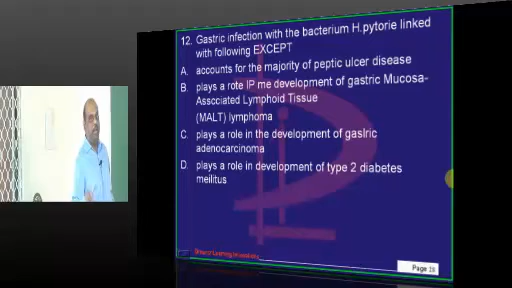 12. Gastric infection with the bacterium H.pytorie linked
with following EXCEPT
A. accounts for the majority of peptic ulcer disease
B. plays a rote IP me development of gastric Mucosa-
Asscciated Lymphoid Tissue
(MALT) lymphoma
C. plays a role in the development of gaslric
adenocarcinoma
D. plays a role in development of type 2 diabetes
meilitus
Page 28